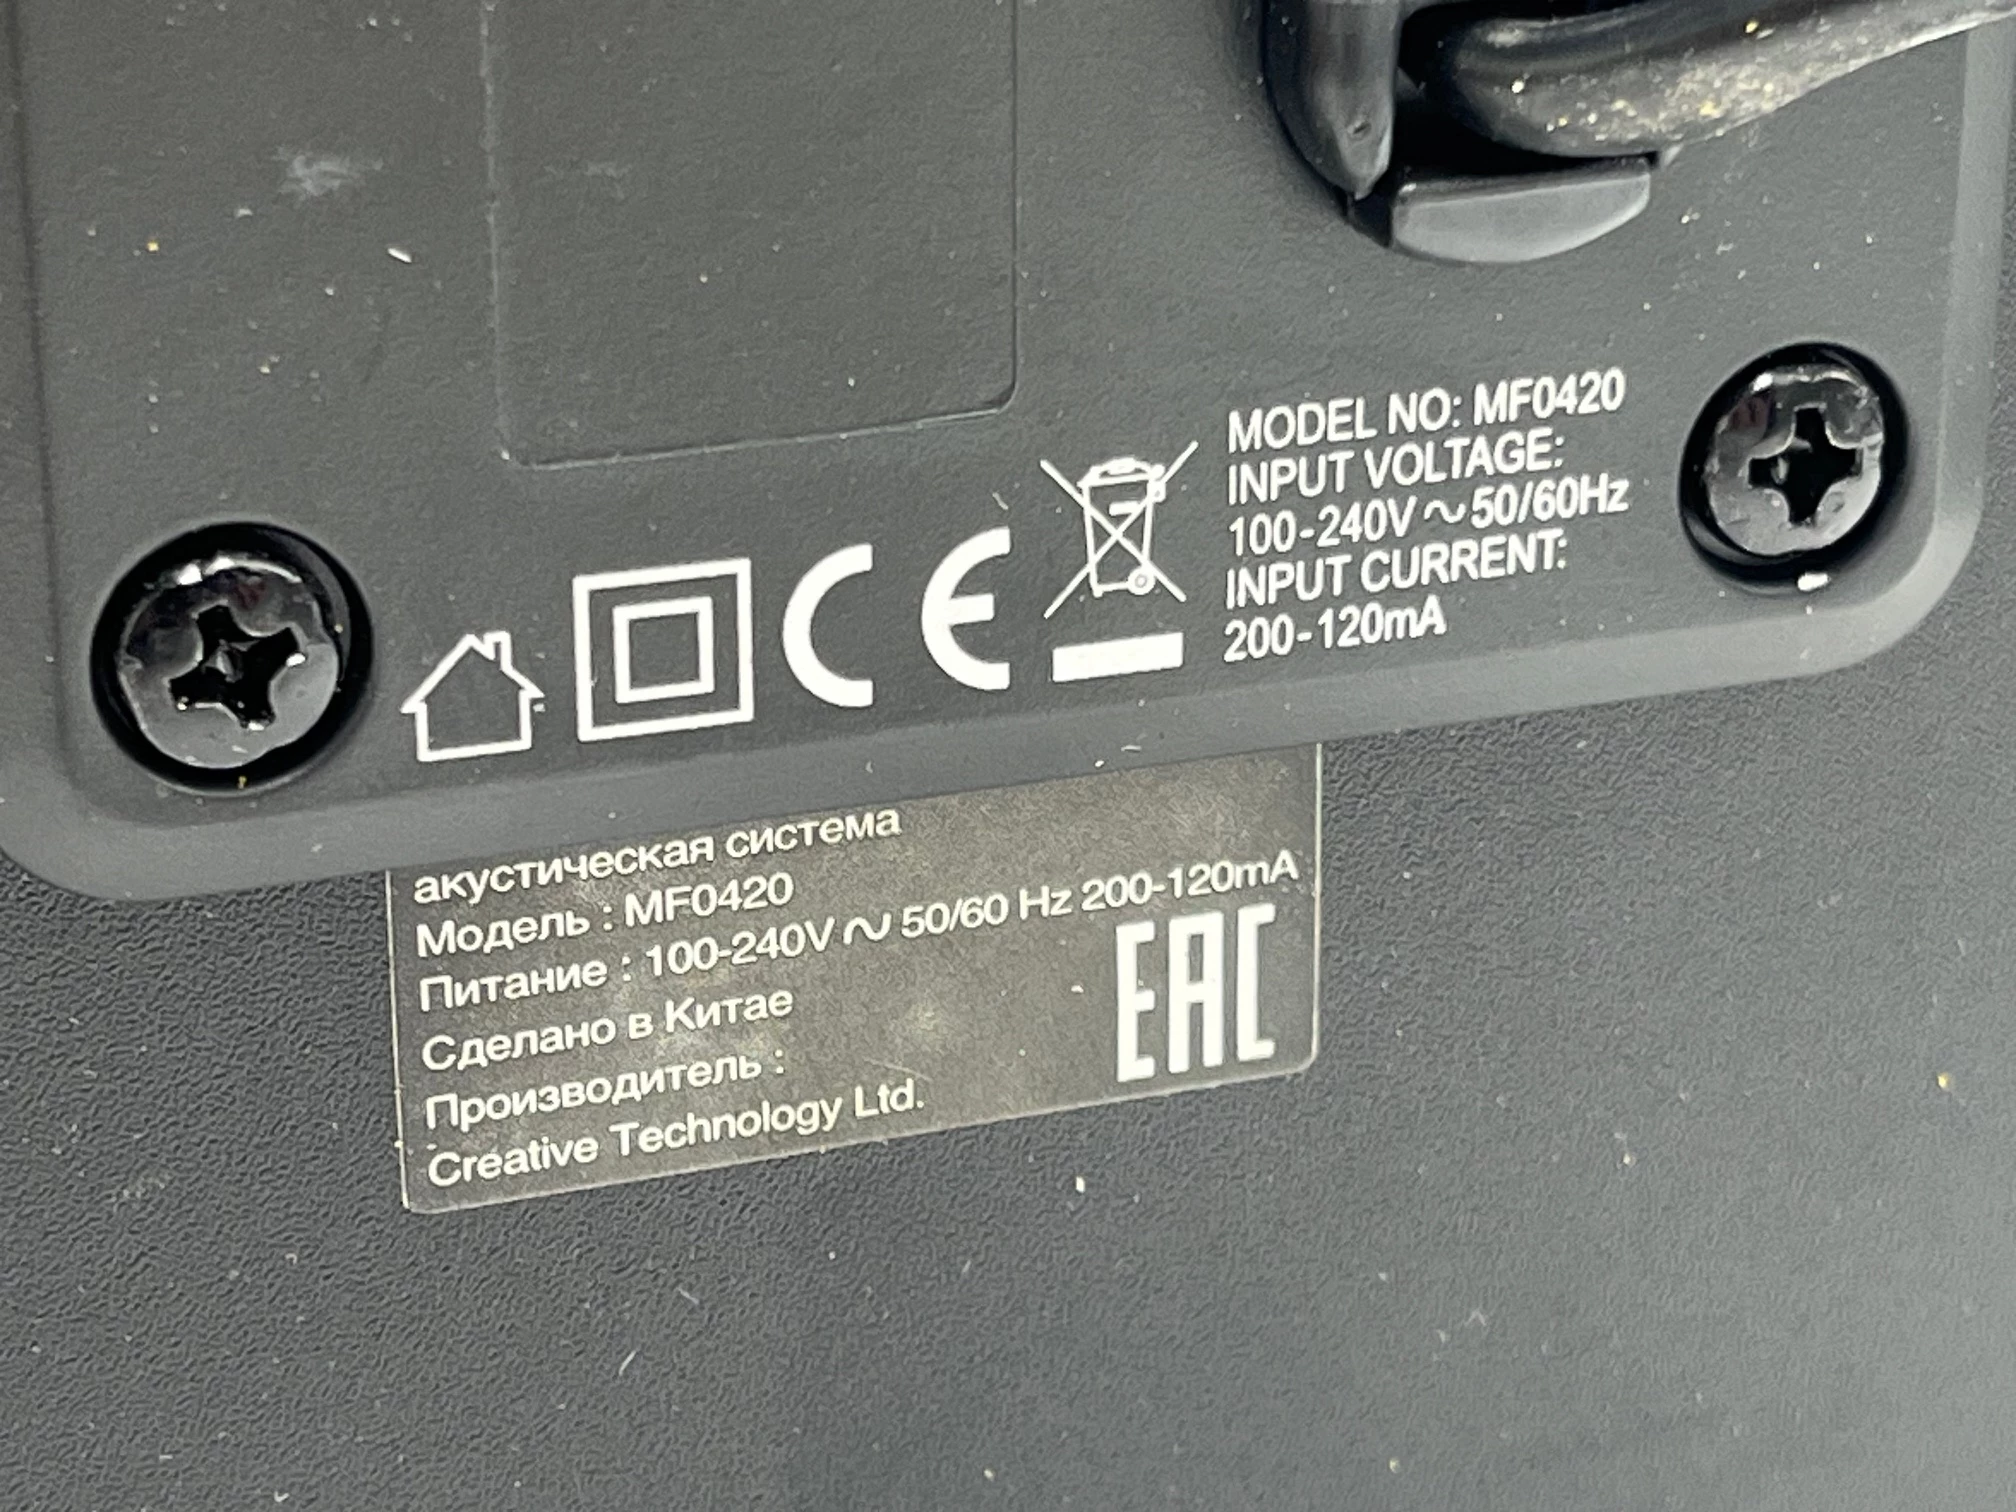 MODEL NO: MF0420
INPUT VOLTAGE:
100-240V ~ 50/60Hz
INPUT CURRENT:
200-120mA
CE
акустическая система
Модель : MF0420
Питание : 100-240V ~ 50/60 Hz 200-120mA
Сделано в Китае
Производитель :
Creative Technology Ltd.
EAC